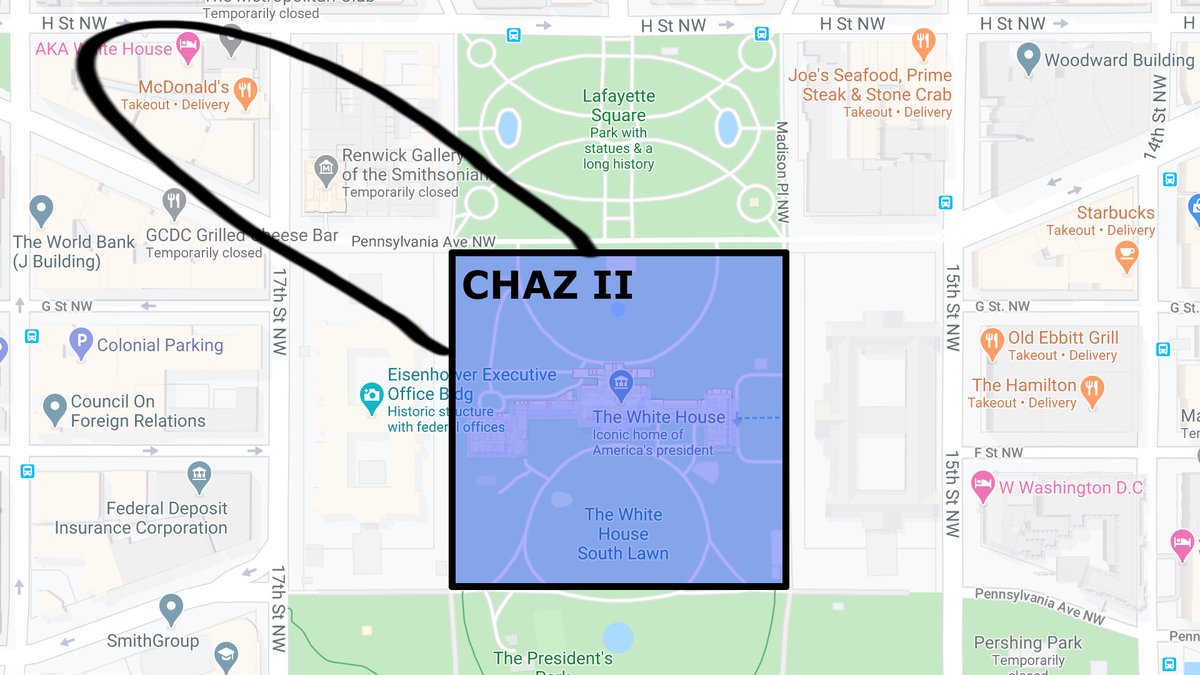 The Metropolitan Club
Temporarily closed
H St NW
H St NW
H St NW
H St NW
H
AKA White House
McDonald's
Takeout • Delivery
Renwick Gallery
of the Smithsonian
Temporarily closed
Lafayette
Square
Park with
statues & a
long history
Madison Pl NW
Joe's Seafood, Prime
Steak & Stone Crab
Takeout • Delivery
Woodward Building
14th St NW
The World Bank
(J Building)
GCDC Grilled Cheese Bar
Temporarily closed
Pennsylvania Ave NW
Starbucks
Takeout • Delivery
G St NW
17th St NW
15th St NW
G St. NW
G St.
CHAZ II
Colonial Parking
Old Ebbitt Grill
Takeout • Delivery
Eisenhower Executive
Office Bldg
Historic structure
with federal offices
Council On
Foreign Relations
The White House
Iconic home of
America's president
The Hamilton
Takeout • Delivery
Ma
F St NW
15th St NW
W Washington D.C
Federal Deposit
Insurance Corporation
The White
House
South Lawn
17th St NW
Pennsylvania Ave NW
SmithGroup
The President's
Pershing Park
Temporarily
Penn